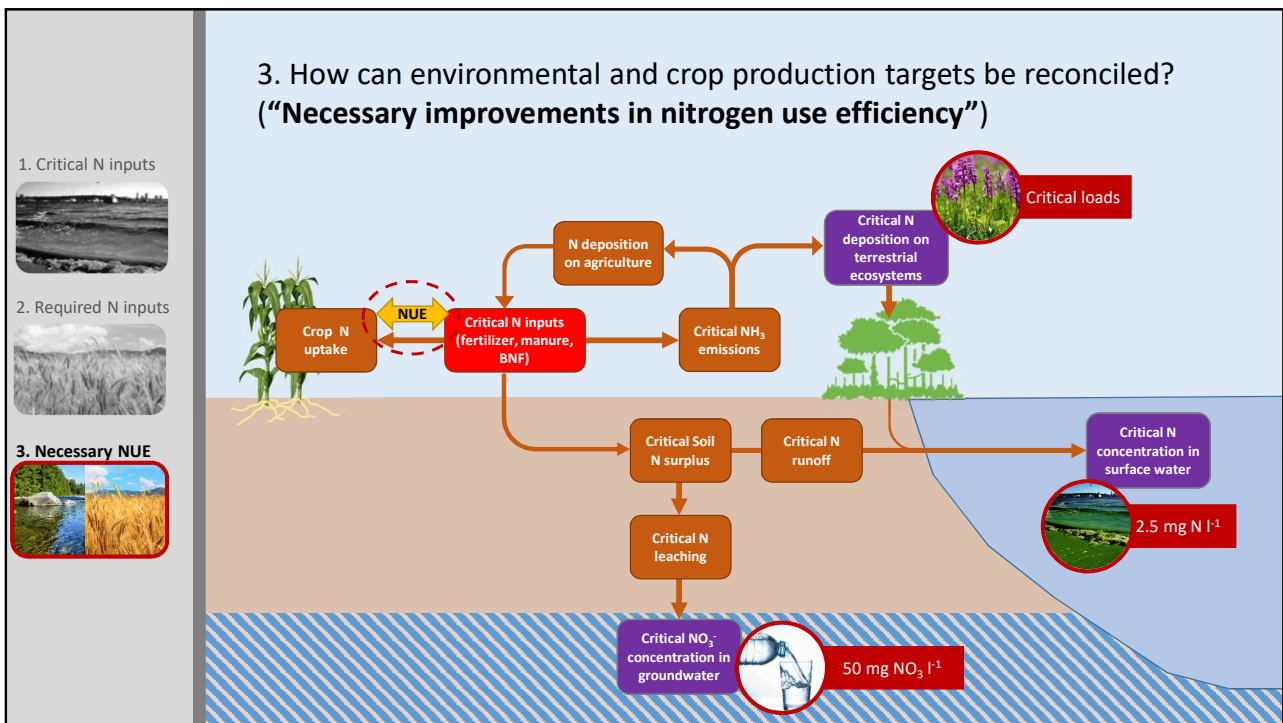 3. How can environmental and crop production targets be reconciled?
(“Necessary improvements in nitrogen use efficiency”)
1. Critical N inputs
2. Required N inputs
3. Necessary NUE
Critical loads
Critical N
deposition on
terrestrial
ecosystems
N deposition
on agriculture
NUE
Crop N
uptake
Critical N inputs
(fertilizer, manure,
BNF)
Critical NH₃
emissions
Critical Soil
N surplus
Critical N
runoff
Critical N
concentration in
surface water
2.5 mg N l⁻¹
Critical N
leaching
Critical NO₃⁻
concentration in
groundwater
50 mg NO₃ l⁻¹